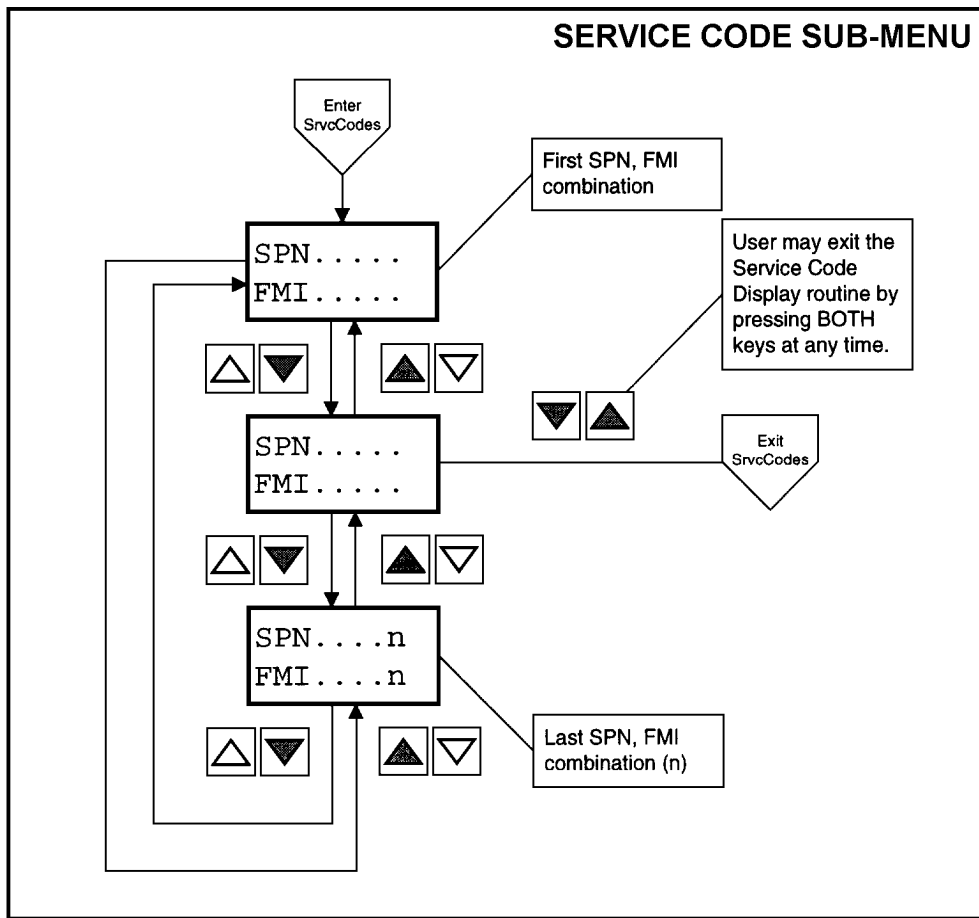 SERVICE CODE SUB-MENU
Enter
SrvcCodes
First SPN, FMI
combination
SPN.....
FMI.....
User may exit the
Service Code
Display routine by
pressing BOTH
keys at any time.
SPN.....
FMI.....
Exit
SrvcCodes
SPN....n
FMI....n
Last SPN, FMI
combination (n)